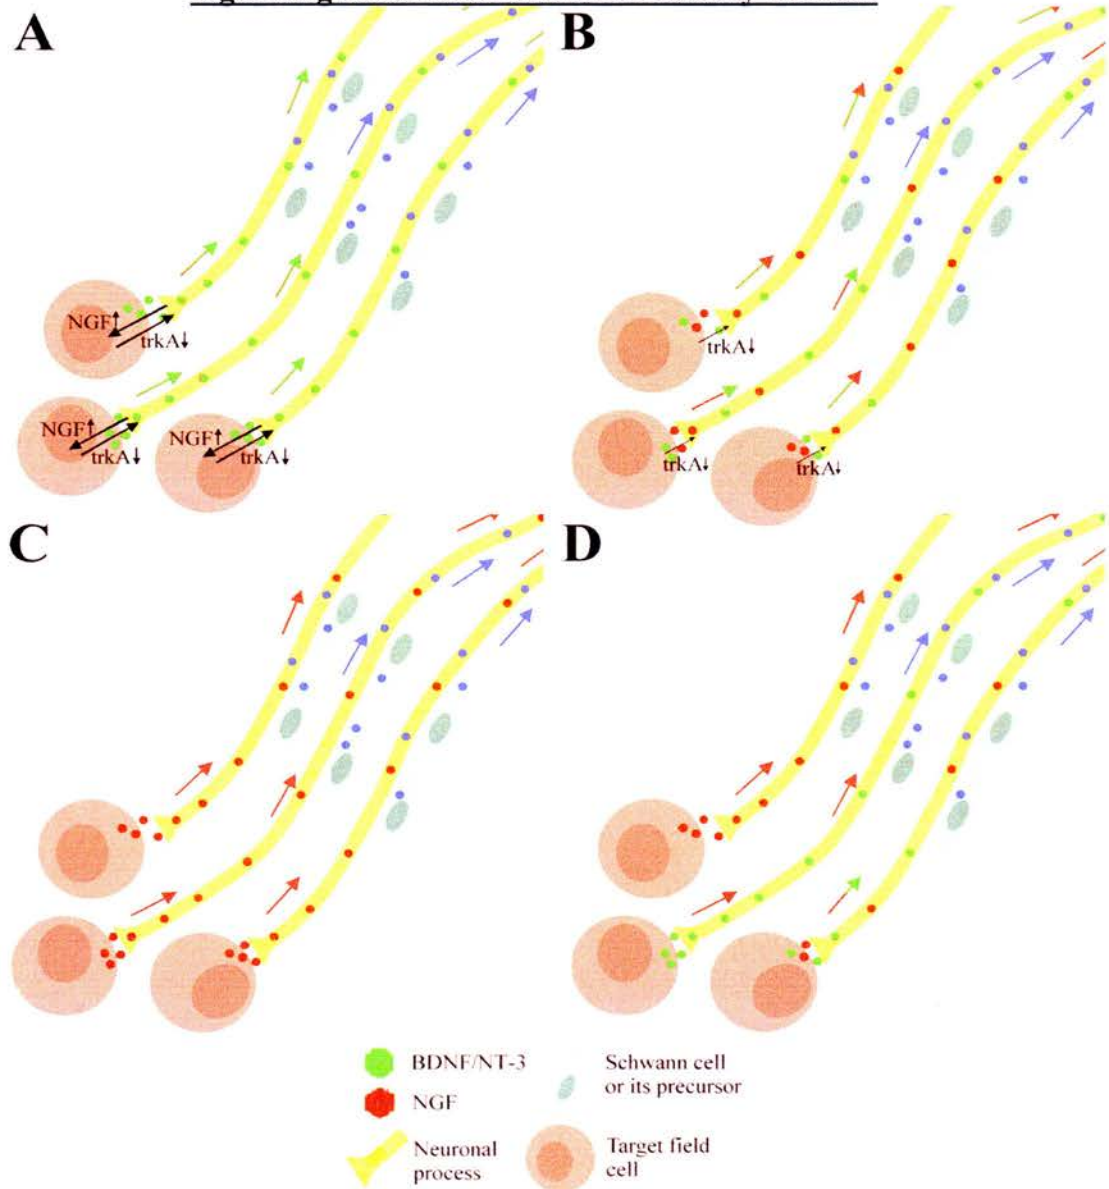 A
B
NGF↑
trkA↓
NGF↑
trkA↓
NGF↑
trkA↓
trkA↓
trkA↓
trkA↓
C
D
BDNF/NT-3
NGF
Neuronal
process
Schwann cell
or its precursor
Target field
cell